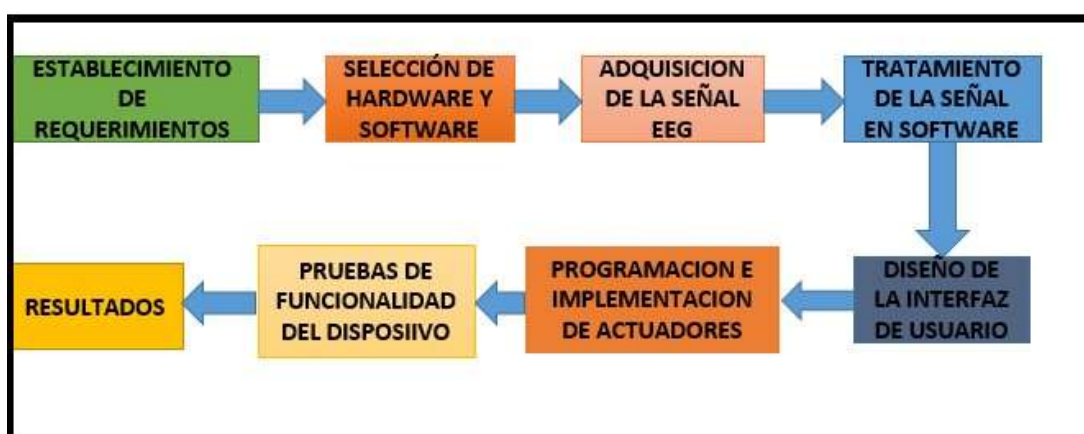 ESTABLECIMIENTO
DE
REQUERIMIENTOS
SELECCIÓN DE
HARDWARE Y
SOFTWARE
ADQUISICION
DE LA SEÑAL
EEG
TRATAMIENTO
DE LA SEÑAL
EN SOFTWARE
DISEÑO DE
LA INTERFAZ
DE USUARIO
PROGRAMACION E
IMPLEMENTACION
DE ACTUADORES
PRUEBAS DE
FUNCIONALIDAD
DEL DISPOSIIVO
RESULTADOS